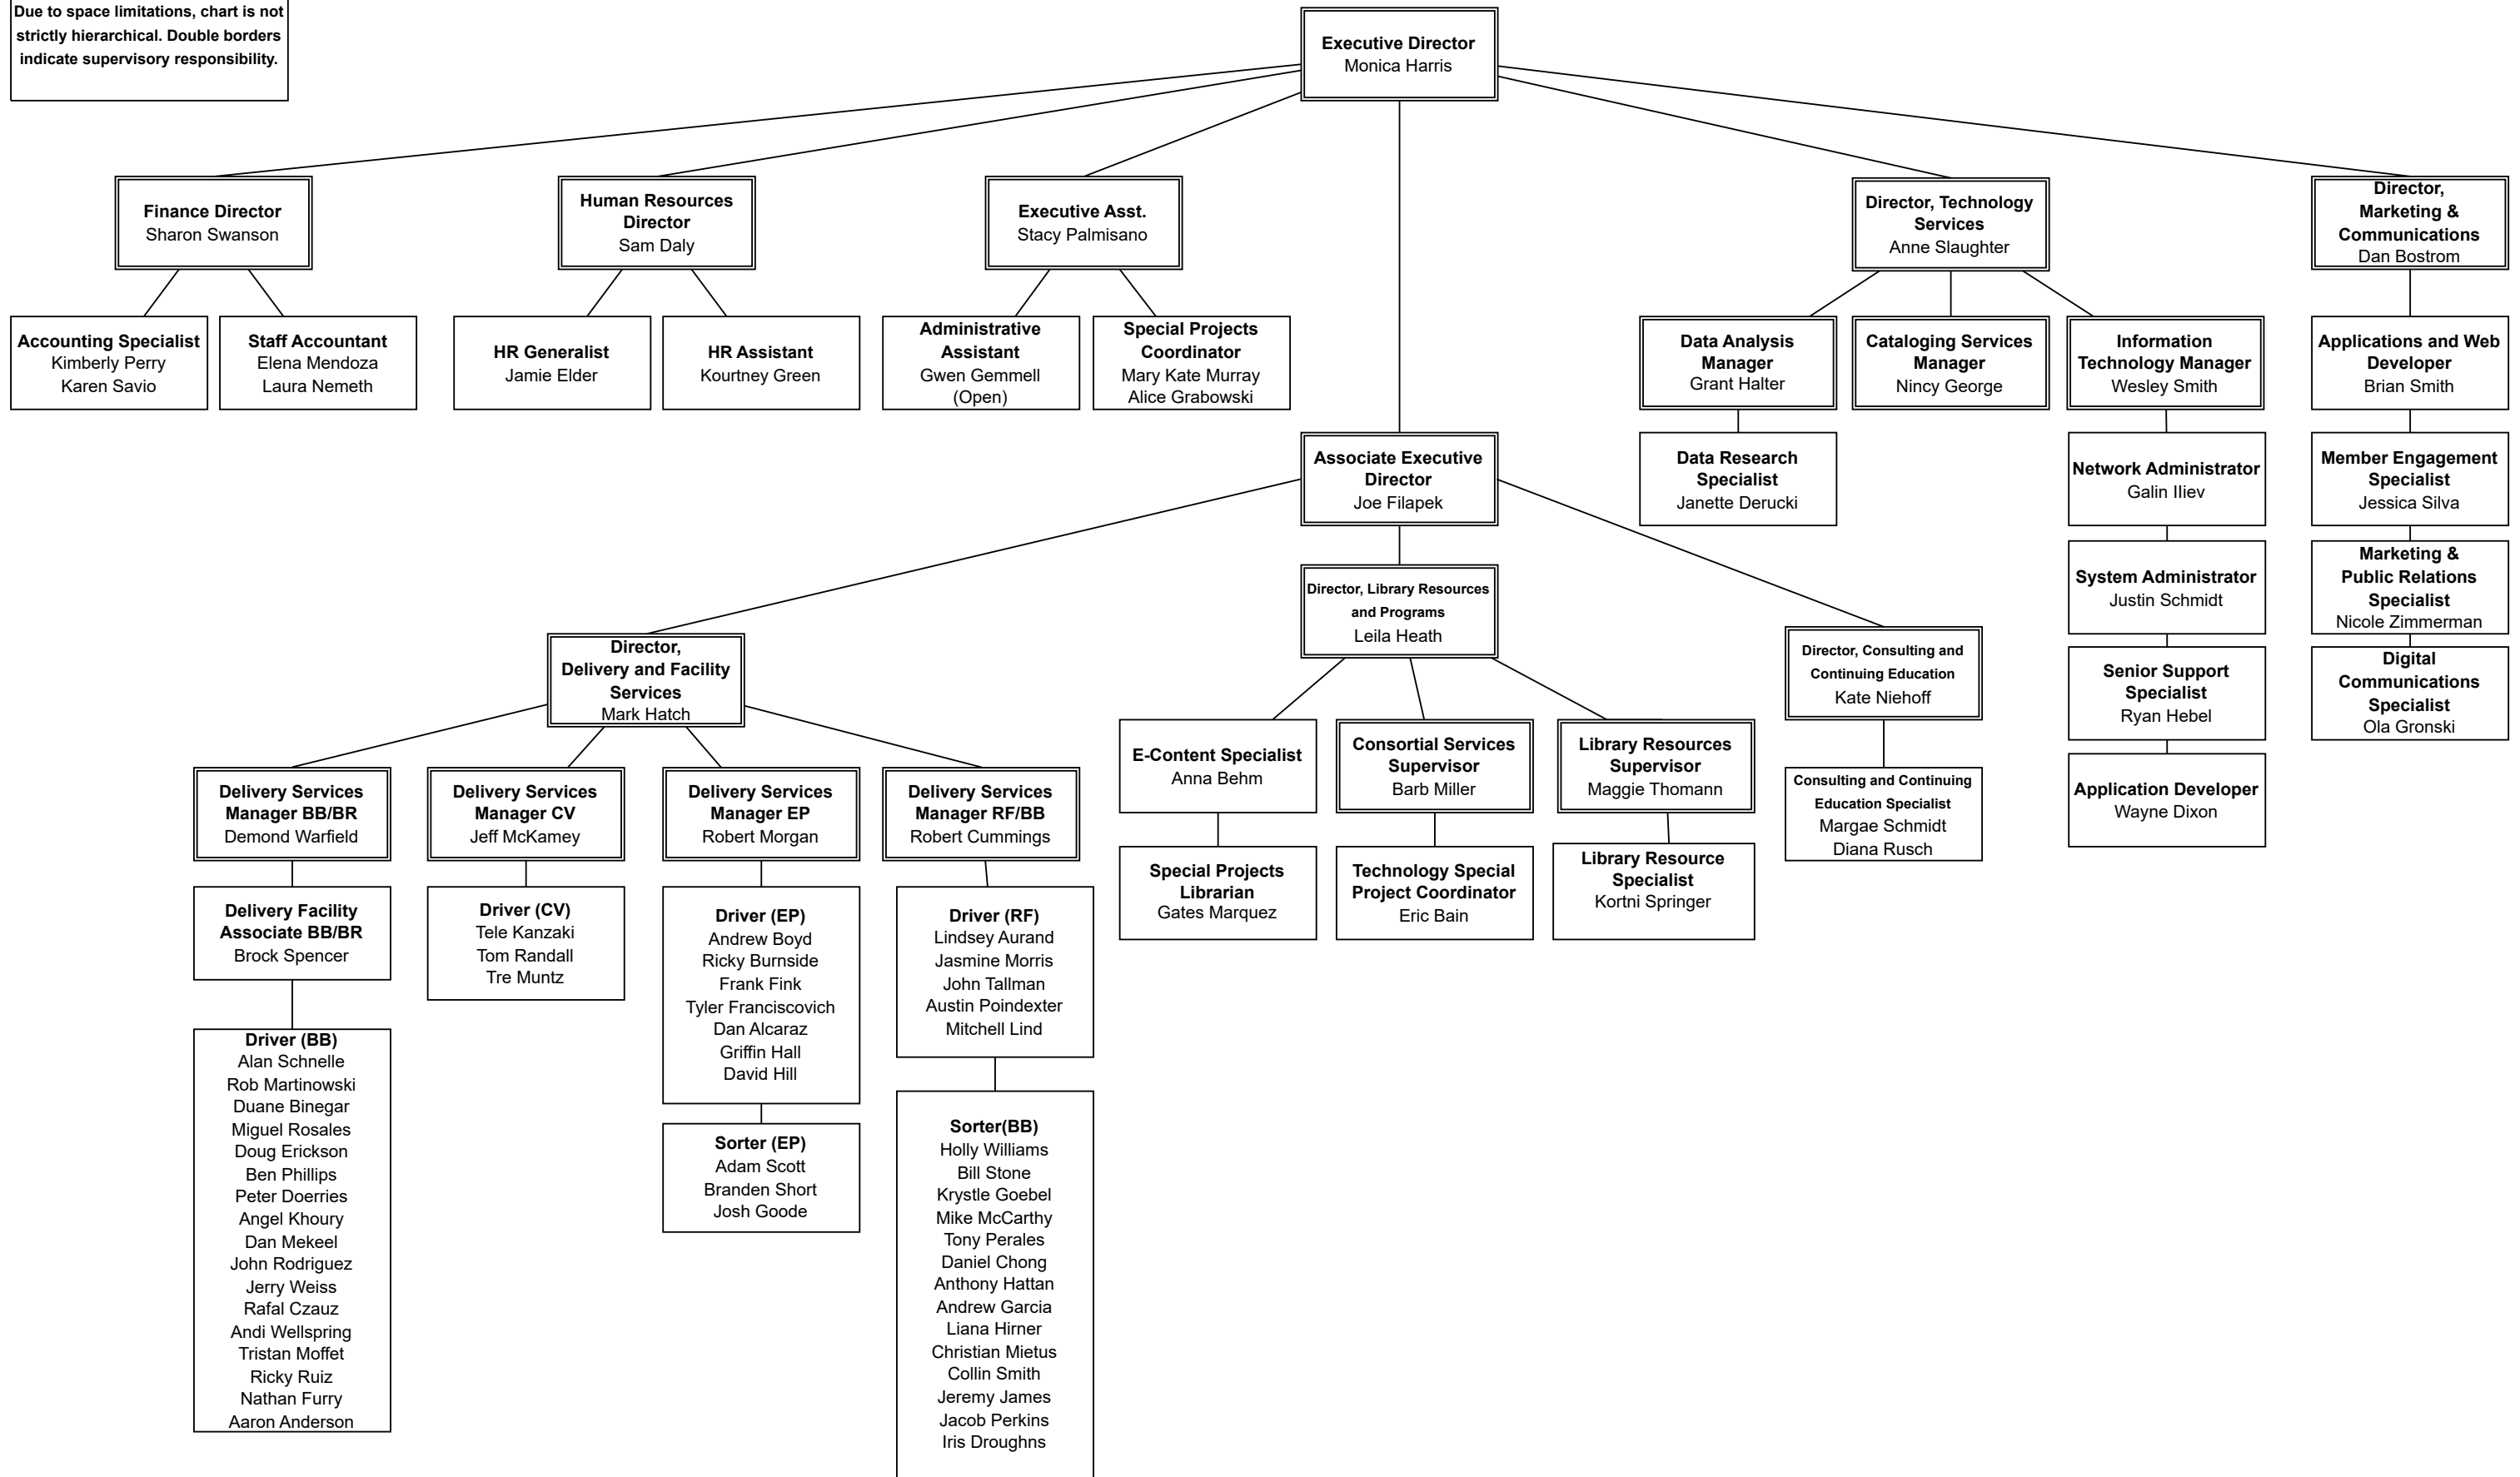 Due to space limitations, chart is not
strictly hierarchical. Double borders
indicate supervisory responsibility.
Executive Director
Monica Harris
Finance Director
Sharon Swanson
Human Resources
Director
Sam Daly
Executive Asst.
Stacy Palmisano
Director, Technology
Services
Anne Slaughter
Director,
Marketing &
Communications
Dan Bostrom
Accounting Specialist
Kimberly Perry
Karen Savio
Staff Accountant
Elena Mendoza
Laura Nemeth
HR Generalist
Jamie Elder
HR Assistant
Kourtney Green
Administrative
Assistant
Gwen Gemmell
(Open)
Special Projects
Coordinator
Mary Kate Murray
Alice Grabowski
Data Analysis
Manager
Grant Halter
Cataloging Services
Manager
Nincy George
Information
Technology Manager
Wesley Smith
Applications and Web
Developer
Brian Smith
Associate Executive
Director
Joe Filapek
Data Research
Specialist
Janette Derucki
Network Administrator
Galin Iliev
Member Engagement
Specialist
Jessica Silva
System Administrator
Justin Schmidt
Marketing &
Public Relations
Specialist
Nicole Zimmerman
Director, Library Resources
and Programs
Leila Heath
Director,
Delivery and Facility
Services
Mark Hatch
Director, Consulting and
Continuing Education
Kate Niehoff
Senior Support
Specialist
Ryan Hebel
Digital
Communications
Specialist
Ola Gronski
E-Content Specialist
Anna Behm
Consortial Services
Supervisor
Barb Miller
Library Resources
Supervisor
Maggie Thomann
Application Developer
Wayne Dixon
Delivery Services
Manager BB/BR
Demond Warfield
Delivery Services
Manager CV
Jeff McKamey
Delivery Services
Manager EP
Robert Morgan
Delivery Services
Manager RF/BB
Robert Cummings
Consulting and Continuing
Education Specialist
Margae Schmidt
Diana Rusch
Special Projects
Librarian
Gates Marquez
Technology Special
Project Coordinator
Eric Bain
Library Resource
Specialist
Kortni Springer
Delivery Facility
Associate BB/BR
Brock Spencer
Driver (CV)
Tele Kanzaki
Tom Randall
Tre Muntz
Driver (EP)
Andrew Boyd
Ricky Burnside
Frank Fink
Tyler Franciscovich
Dan Alcaraz
Griffin Hall
David Hill
Driver (RF)
Lindsey Aurand
Jasmine Morris
John Tallman
Austin Poindexter
Mitchell Lind
Driver (BB)
Alan Schnelle
Rob Martinowski
Duane Binegar
Miguel Rosales
Doug Erickson
Ben Phillips
Peter Doerries
Angel Khoury
Dan Mekeel
John Rodriguez
Jerry Weiss
Rafal Czauz
Andi Wellspring
Tristan Moffet
Ricky Ruiz
Nathan Furry
Aaron Anderson
Sorter (EP)
Adam Scott
Branden Short
Josh Goode
Sorter(BB)
Holly Williams
Bill Stone
Krystle Goebel
Mike McCarthy
Tony Perales
Daniel Chong
Anthony Hattan
Andrew Garcia
Liana Hirner
Christian Mietus
Collin Smith
Jeremy James
Jacob Perkins
Iris Droughns